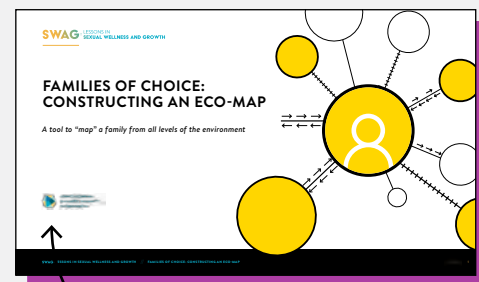 SWAG LESSONS IN
SEXUAL WELLNESS AND GROWTH
FAMILIES OF CHOICE:
CONSTRUCTING AN ECO-MAP
A tool to “map” a family from all levels of the environment
SWAG LESSONS IN SEXUAL WELLNESS AND GROWTH / FAMILIES OF CHOICE: CONSTRUCTING AN ECO-MAP